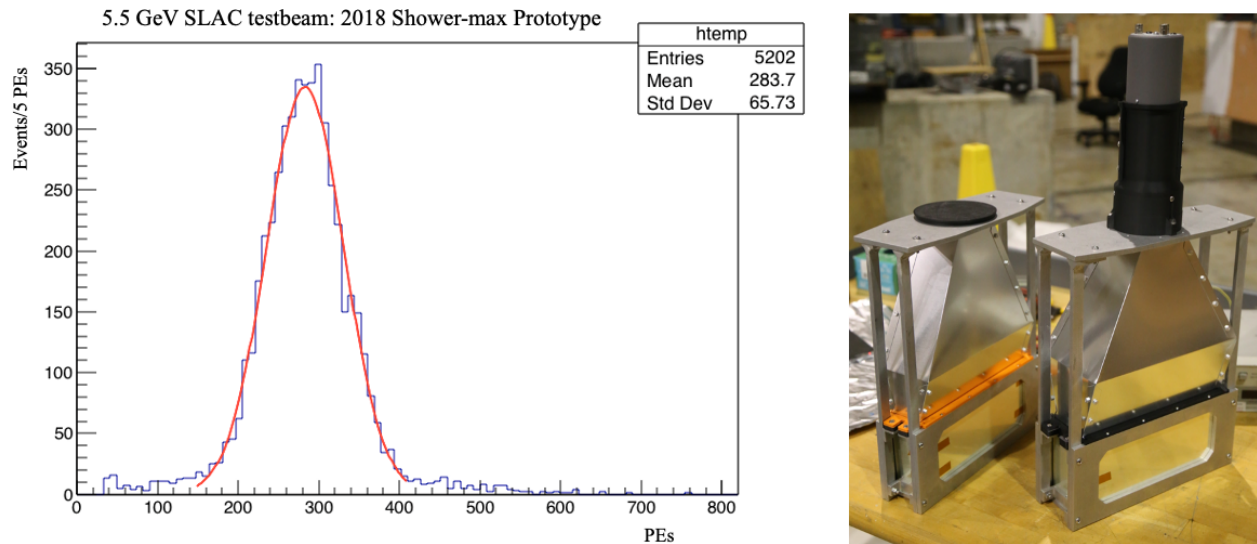 5.5 GeV SLAC testbeam: 2018 Shower-max Prototype
htemp
Entries 5202
Mean 283.7
Std Dev 65.73
Events/5 PEs
350
300
250
200
150
100
50
0
0 100 200 300 400 500 600 700 800
PEs